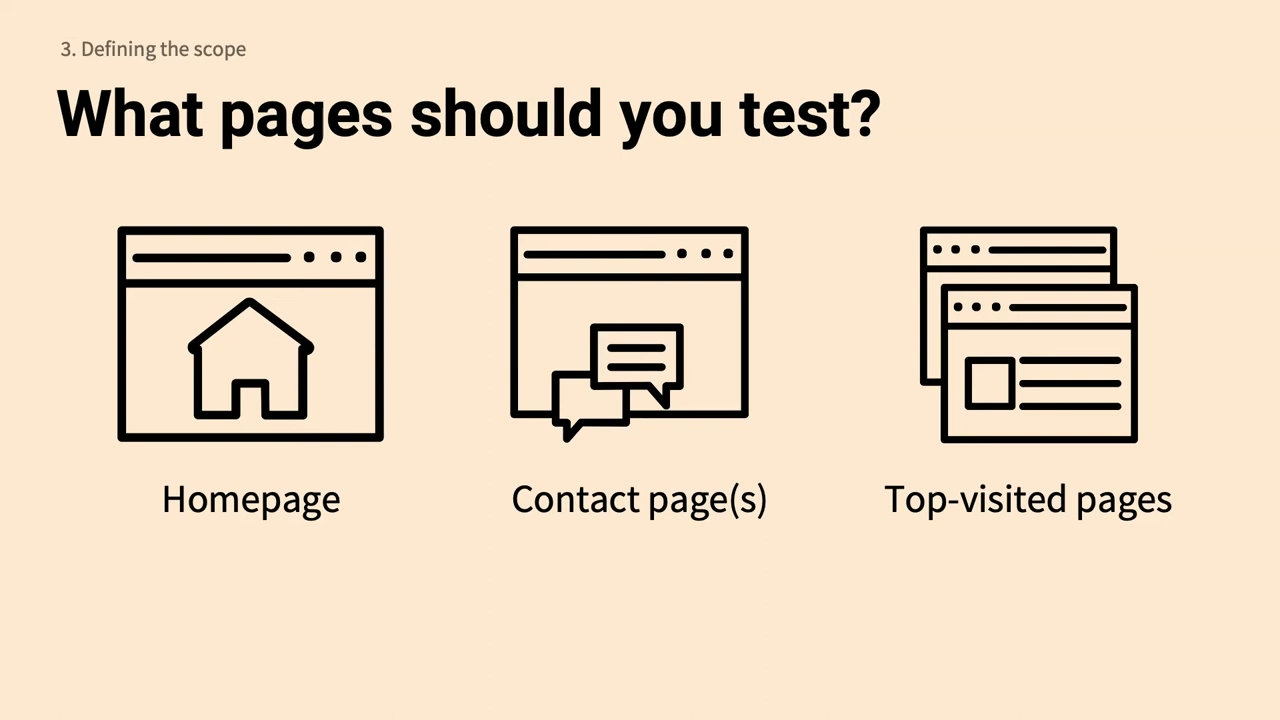 3. Defining the scope
What pages should you test?
Homepage
Contact page(s)
Top-visited pages